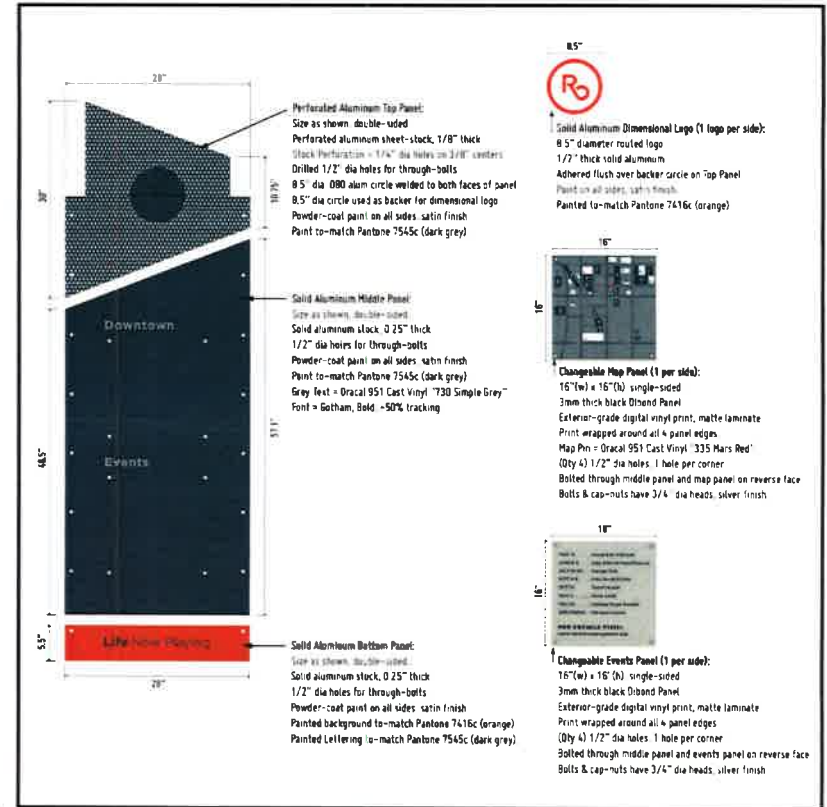 28"
30"
10.75"
Perforated Aluminum Top Panel:
Size as shown, double-sided
Perforated aluminum sheet-stock, 1/8" thick
Stock Perforation = 1/4" dia holes on 3/8" centers
Drilled 1/2" dia holes for through-bolts
8.5" dia .080 alum circle welded to both faces of panel
8.5" dia circle used as backer for dimensional logo
Powder-coat paint on all sides, satin finish
Paint to-match Pantone 7545c (dark grey)
Downtown
Events
48.5"
57.1"
Solid Aluminum Middle Panel:
Size as shown, double-sided
Solid aluminum stock, 0.25" thick
1/2" dia holes for through-bolts
Powder-coat paint on all sides, satin finish
Paint to-match Pantone 7545c (dark grey)
Grey Text = Oracal 951 Cast Vinyl "730 Simple Grey"
Font = Gotham, Bold, +50% tracking
Life Now Playing
5.5"
28"
Solid Aluminum Bottom Panel:
Size as shown, double-sided
Solid aluminum stock, 0.25" thick
1/2" dia holes for through-bolts
Powder-coat paint on all sides, satin finish
Painted background to-match Pantone 7416c (orange)
Painted Lettering to-match Pantone 7545c (dark grey)
8.5"
Ro
Solid Aluminum Dimensional Logo (1 logo per side):
8.5" diameter routed logo
1/2" thick solid aluminum
Adhered flush over backer circle on Top Panel
Paint on all sides, satin finish
Painted to-match Pantone 7416c (orange)
16"
16"
Changeable Map Panel (1 per side):
16"(w) x 16"(h) single-sided
3mm thick black Dibond Panel
Exterior-grade digital vinyl print, matte laminate
Print wrapped around all 4 panel edges
Map Pin = Oracal 951 Cast Vinyl "335 Mars Red"
(Qty 4) 1/2" dia holes, 1 hole per corner
Bolted through middle panel and map panel on reverse face
Bolts & cap-nuts have 3/4" dia heads, silver finish
16"
16"
Changeable Events Panel (1 per side):
16"(w) x 16"(h) single-sided
3mm thick black Dibond Panel
Exterior-grade digital vinyl print, matte laminate
Print wrapped around all 4 panel edges
(Qty 4) 1/2" dia holes, 1 hole per corner
Bolted through middle panel and events panel on reverse face
Bolts & cap-nuts have 3/4" dia heads, silver finish